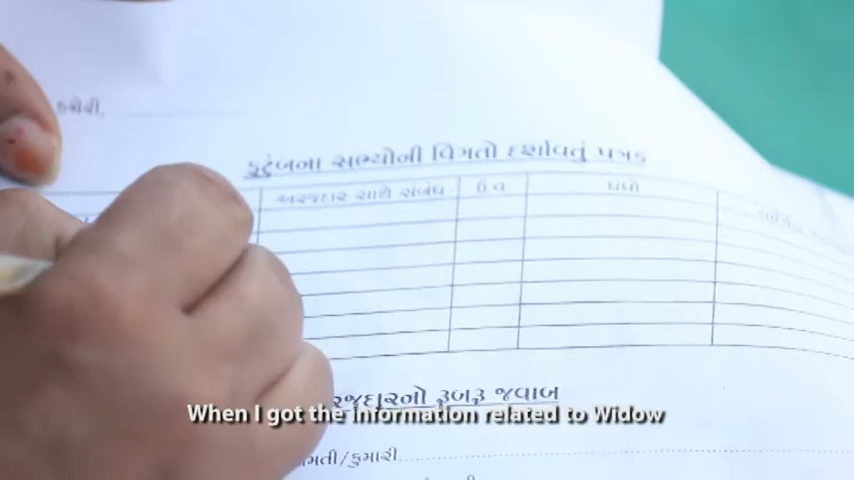 કચેરી,
કુટુંબના સભ્યોની વિગતો દર્શાવતું પત્રક
અરજદાર સાથે સંબંધ ઉંંવ ધંધો
અરજદારનો રૂબરૂ જવાબ
When I got the information related to Widow
શ્રીમતી/કુમારી